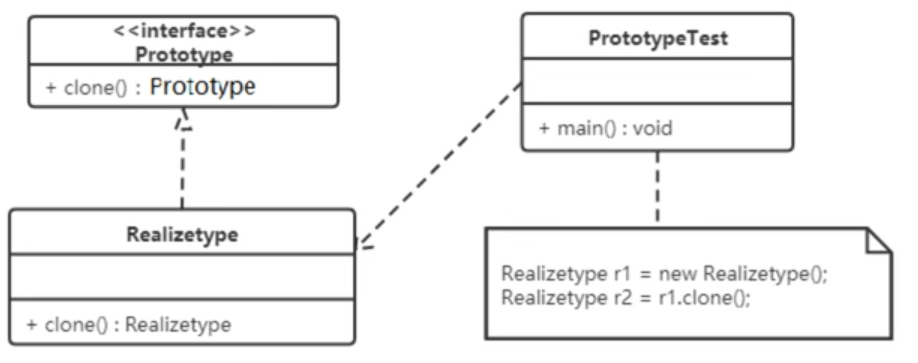 <<interface>>
Prototype
+ clone() : Prototype
PrototypeTest
+ main() : void
Realizetype
+ clone() : Realizetype
Realizetype r1 = new Realizetype();
Realizetype r2 = r1.clone();